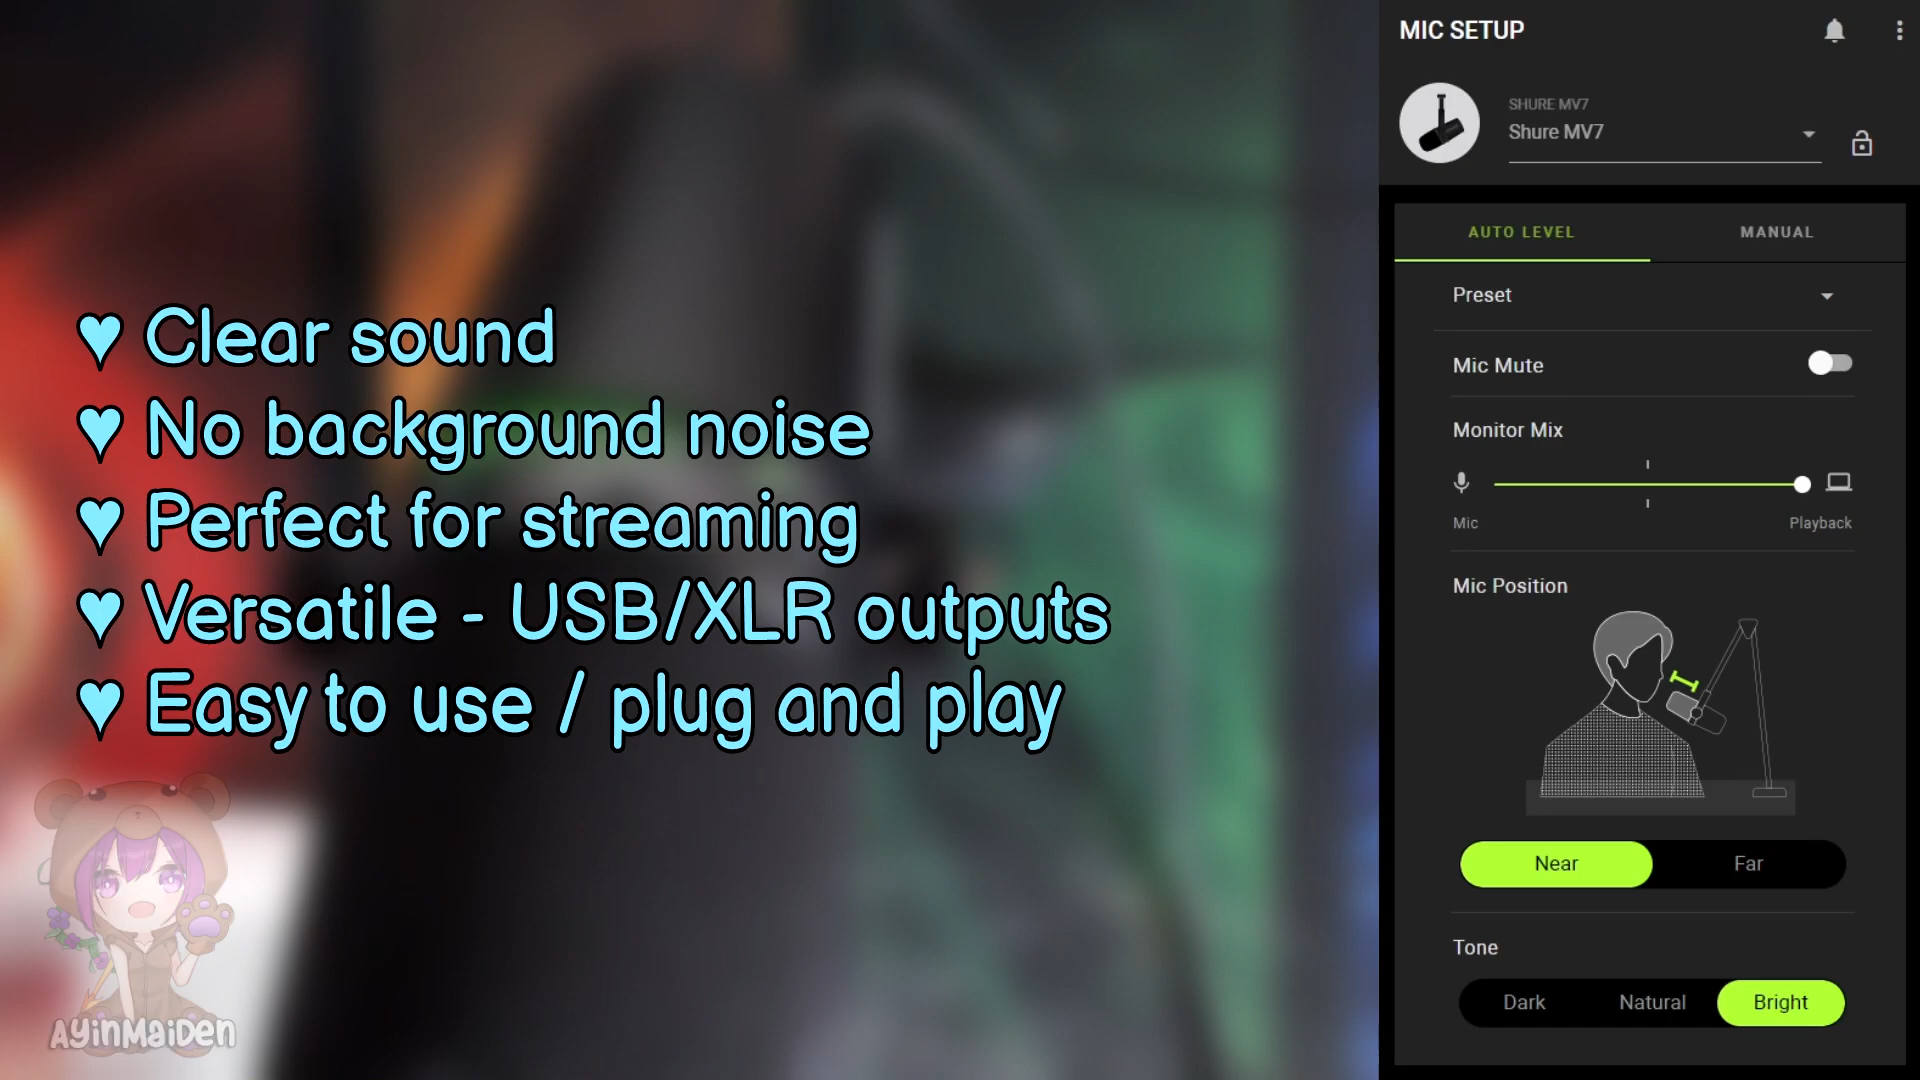 ♥ Clear sound
♥ No background noise
♥ Perfect for streaming
♥ Versatile - USB/XLR outputs
♥ Easy to use / plug and play
AyinMaiden
MIC SETUP
SHURE MV7
Shure MV7
AUTO LEVEL MANUAL
Preset
Mic Mute
Monitor Mix
Mic Playback
Mic Position
Near Far
Tone
Dark Natural Bright